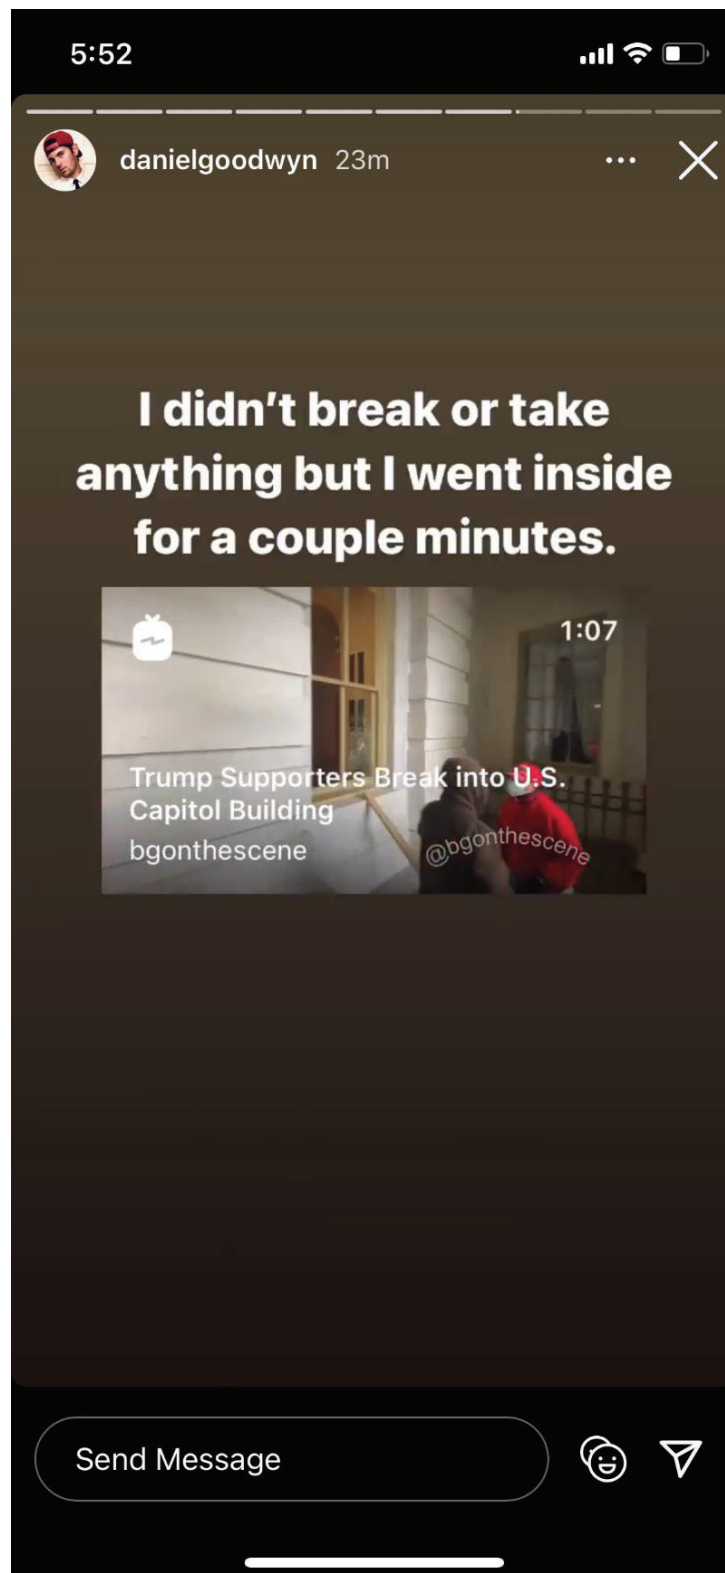 5:52
danielgoodwyn 23m
I didn't break or take
anything but I went inside
for a couple minutes.
1:07
Trump Supporters Break into U.S.
Capitol Building
bgonthescene
@bgonthescene
Send Message